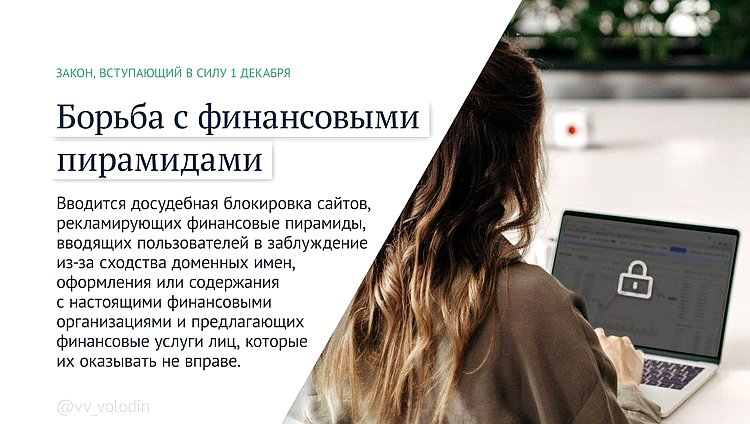 ЗАКОН, ВСТУПАЮЩИЙ В СИЛУ 1 ДЕКАБРЯ
Борьба с финансовыми
пирамидами
Вводится досудебная блокировка сайтов,
рекламирующих финансовые пирамиды,
вводящих пользователей в заблуждение
из-за сходства доменных имен,
оформления или содержания
с настоящими финансовыми
организациями и предлагающих
финансовые услуги лиц, которые
их оказывать не вправе.
@vv_volodin